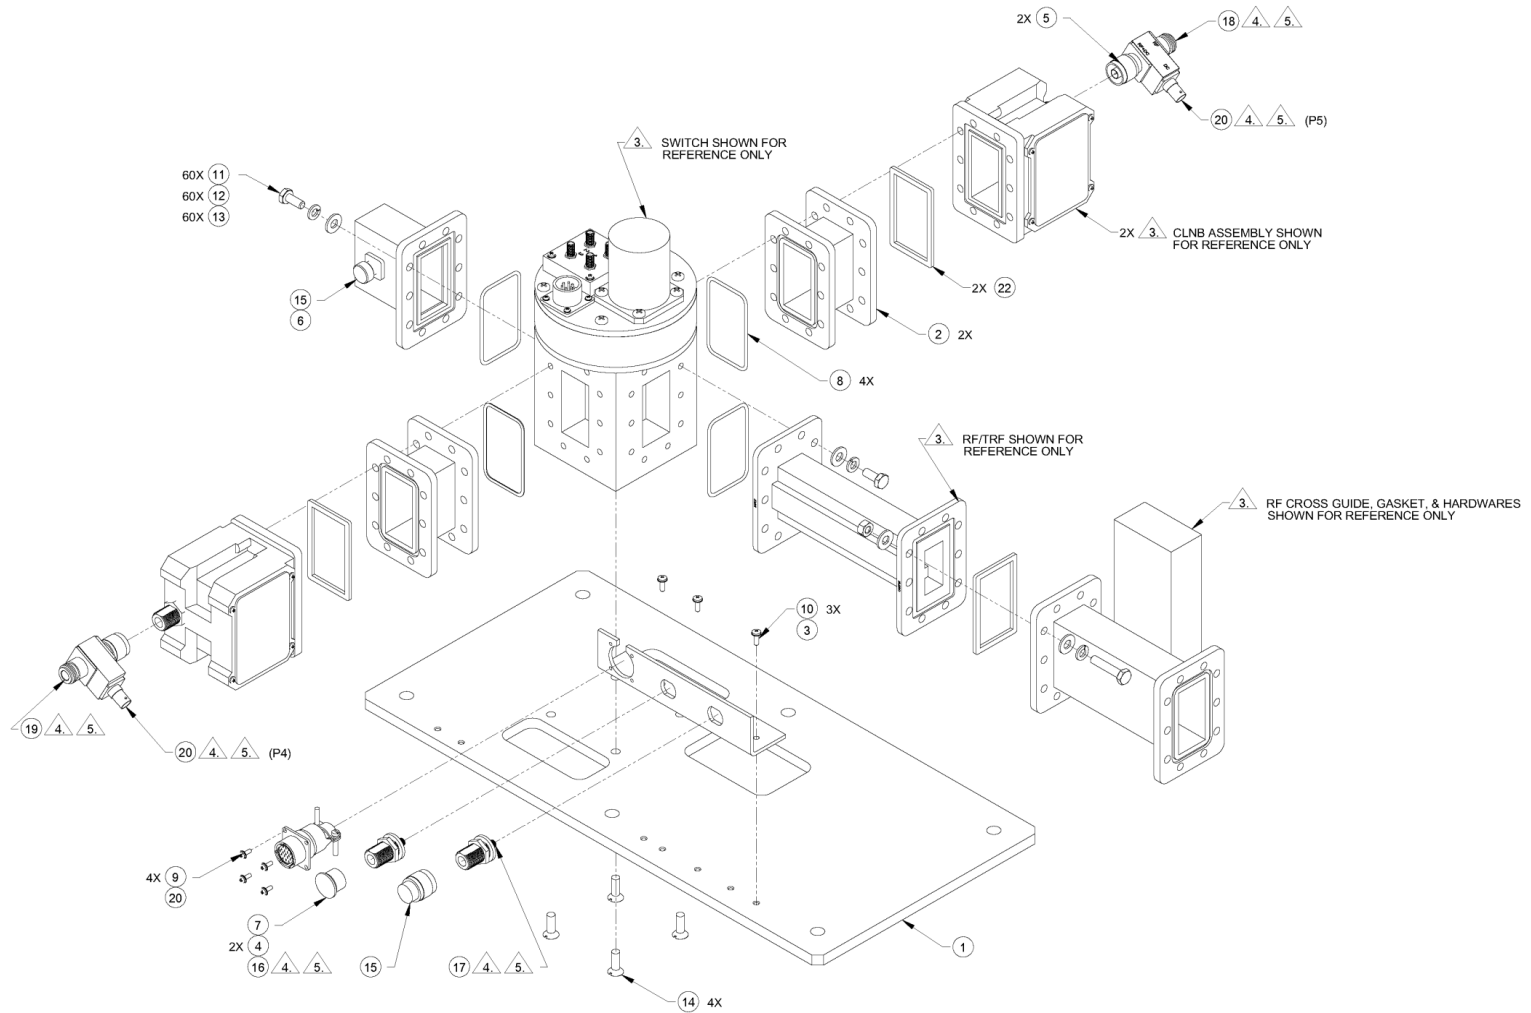 2X 5
18 4. 5.
20 4. 5. (P5)
3. SWITCH SHOWN FOR
REFERENCE ONLY
60X 11
60X 12
60X 13
2X 3. CLNB ASSEMBLY SHOWN
FOR REFERENCE ONLY
15
6
2X 22
2 2X
8 4X
3. RF/TRF SHOWN FOR
REFERENCE ONLY
3. RF CROSS GUIDE, GASKET, & HARDWARES
SHOWN FOR REFERENCE ONLY
10 3X
3
19 4. 5.
20 4. 5. (P4)
4X 9
20
7
2X 4
16 4. 5.
15
17 4. 5.
1
14 4X